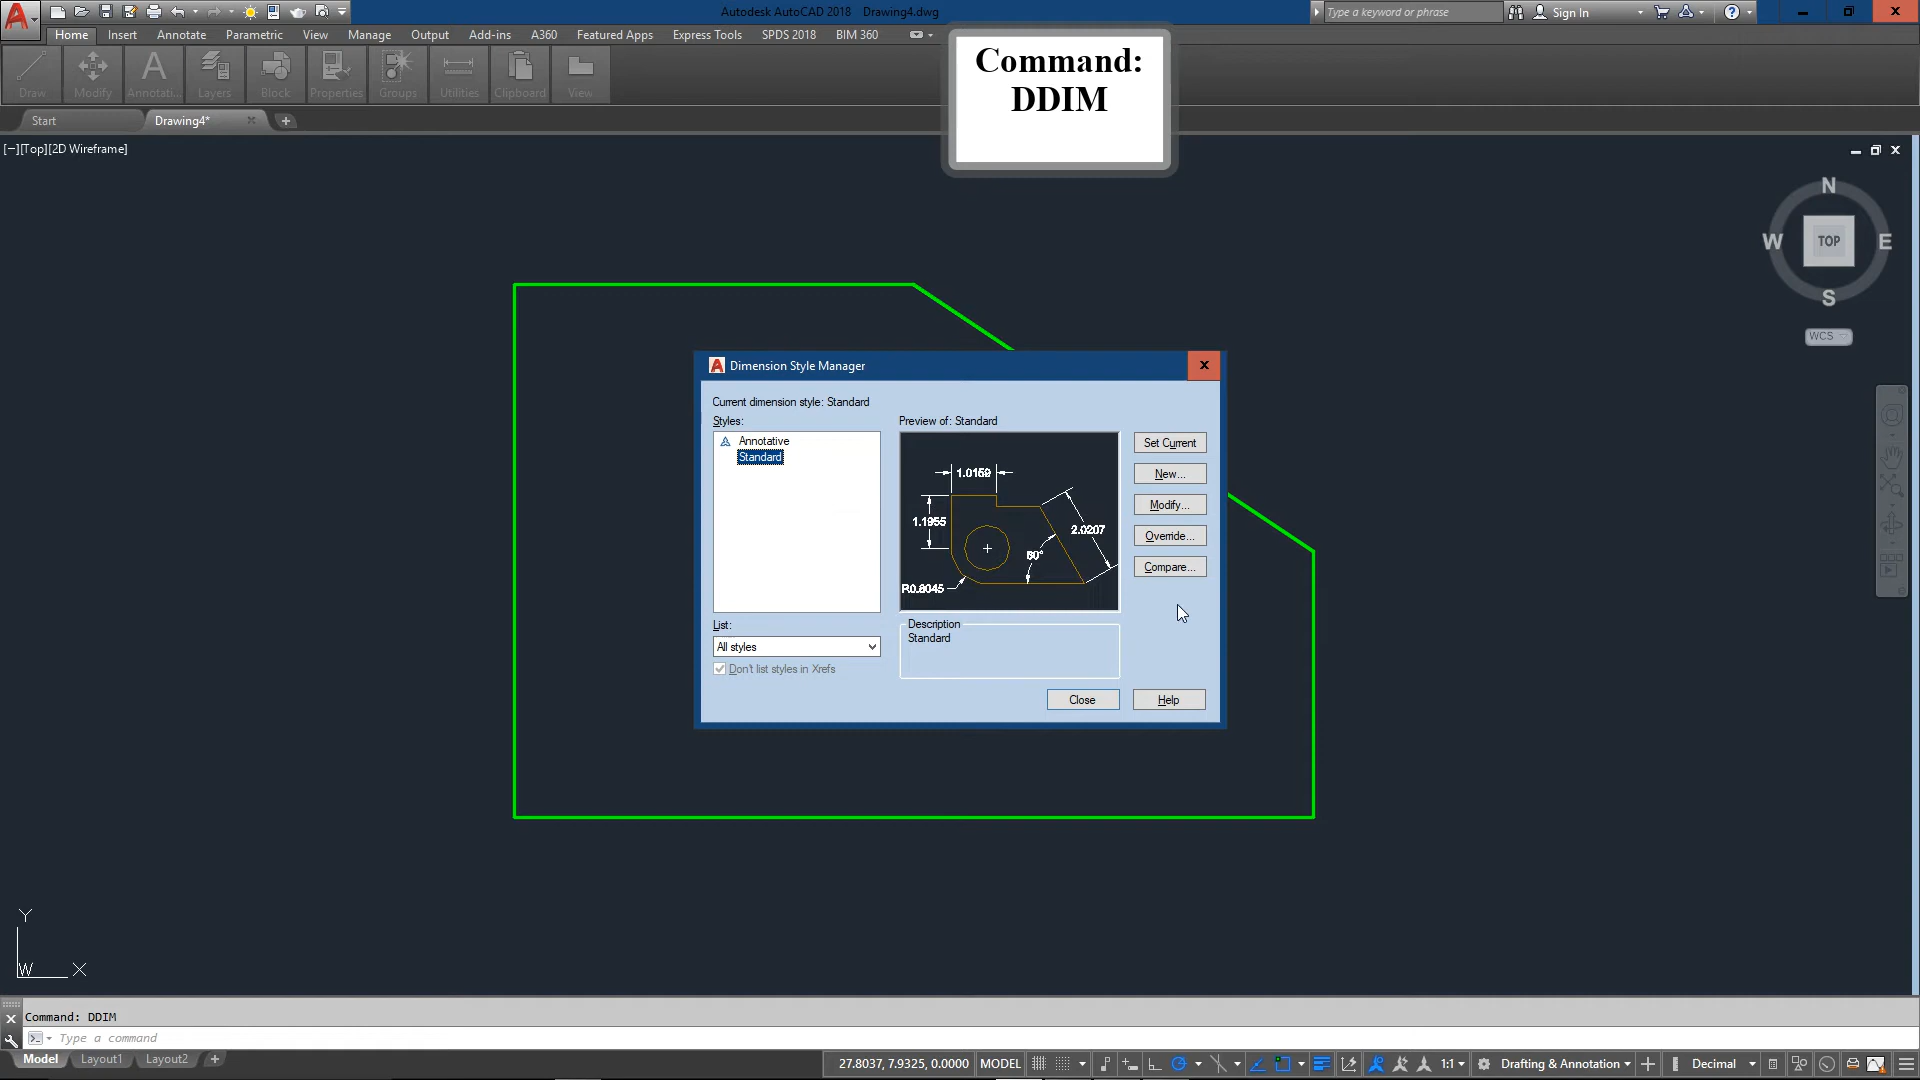 Autodesk AutoCAD 2018 Drawing4.dwg
Type a keyword or phrase
Sign In
Home Insert Annotate Parametric View Manage Output Add-ins A360 Featured Apps Express Tools SPDS 2018 BIM 360
Draw Modify Annotati... Layers Block Properties Groups Utilities Clipboard View
Command:
DDIM
Start Drawing4*
[−][Top][2D Wireframe]
N
W TOP E
S
WCS
Dimension Style Manager
Current dimension style: Standard
Styles:
Annotative
Standard
Preview of: Standard
1.0159
1.1955
2.0207
60°
R0.8045
Set Current
New...
Modify...
Override...
Compare...
List:
All styles
Don't list styles in Xrefs
Description
Standard
Close
Help
Y
W X
Command: DDIM
Type a command
Model Layout1 Layout2 +
27.8037, 7.9325, 0.0000 MODEL 1:1 Drafting & Annotation Decimal